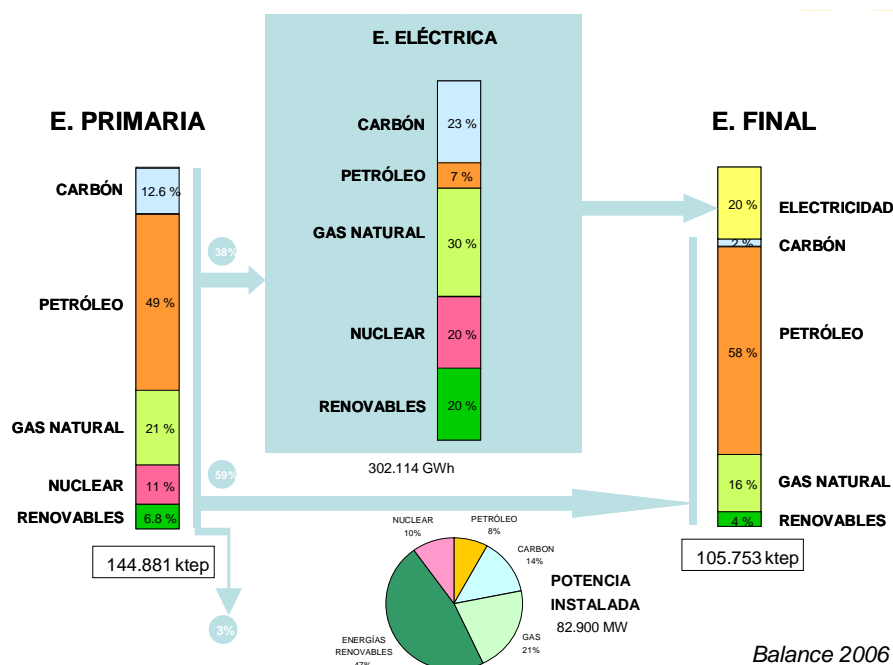 E. ELÉCTRICA
E. PRIMARIA
E. FINAL
CARBÓN
12.6 %
PETRÓLEO
49 %
GAS NATURAL
21 %
NUCLEAR
11 %
RENOVABLES
6.8 %
144.881 ktep
38%
59%
3%
CARBÓN
23 %
PETRÓLEO
7 %
GAS NATURAL
30 %
NUCLEAR
20 %
RENOVABLES
20 %
302.114 GWh
20 %
ELECTRICIDAD
2 %
CARBÓN
58 %
PETRÓLEO
16 %
GAS NATURAL
4 %
RENOVABLES
105.753 ktep
NUCLEAR
10%
PETRÓLEO
8%
CARBON
14%
GAS
21%
ENERGÍAS
RENOVABLES
47%
POTENCIA
INSTALADA
82.900 MW
Balance 2006